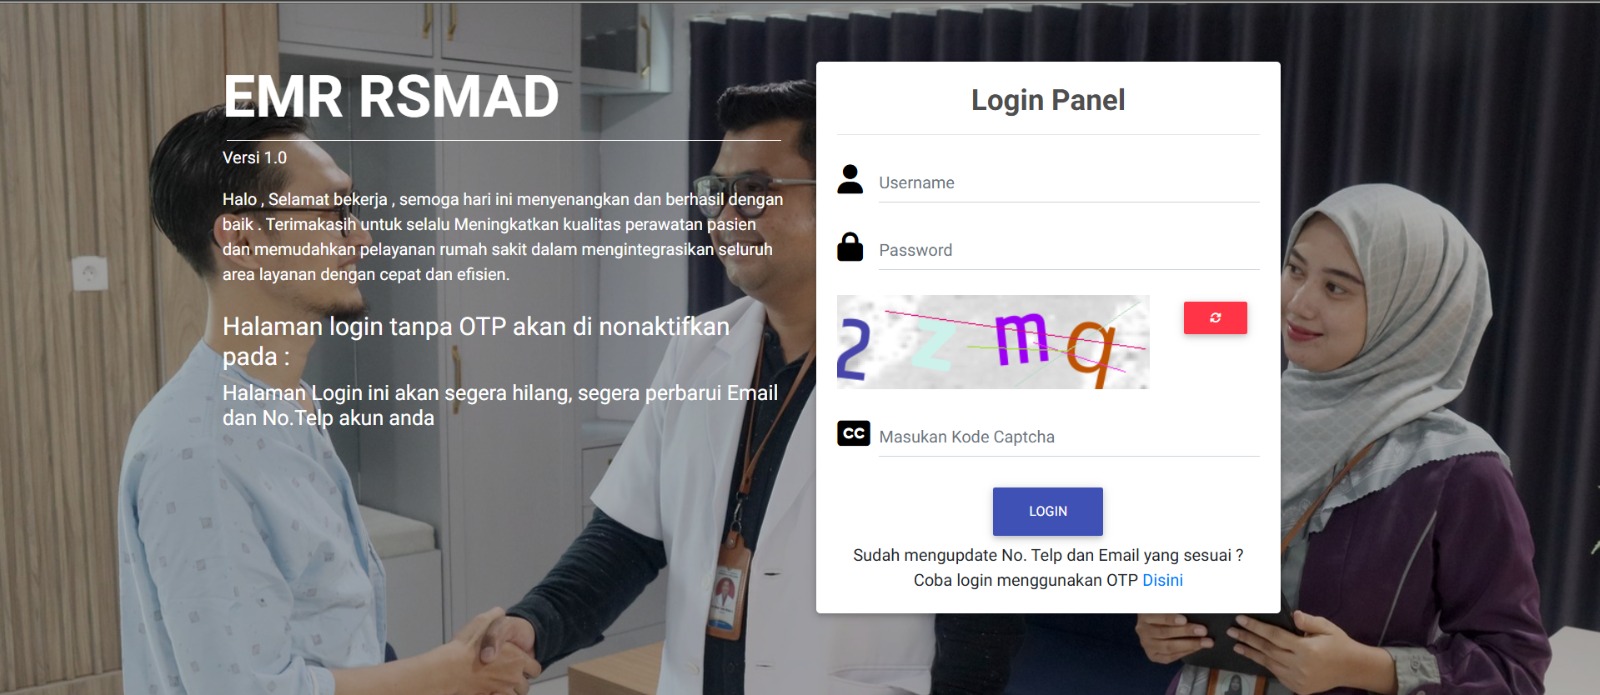 EMR RSMAD
Versi 1.0
Halo , Selamat bekerja , semoga hari ini menyenangkan dan berhasil dengan
baik . Terimakasih untuk selalu Meningkatkan kualitas perawatan pasien
dan memudahkan pelayanan rumah sakit dalam mengintegrasikan seluruh
area layanan dengan cepat dan efisien.
Halaman login tanpa OTP akan di nonaktifkan
pada :
Halaman Login ini akan segera hilang, segera perbarui Email
dan No.Telp akun anda
Login Panel
Username
Password
2zmq
CC
Masukan Kode Captcha
LOGIN
Sudah mengupdate No. Telp dan Email yang sesuai ?
Coba login menggunakan OTP Disini